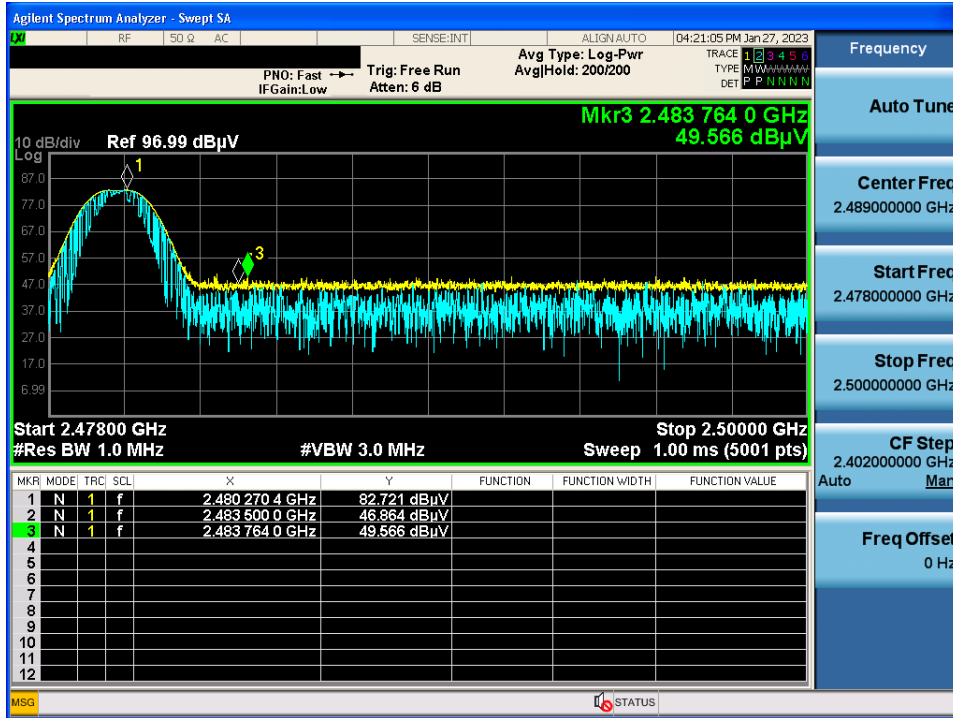 Agilent Spectrum Analyzer - Swept SA
LXI RF 50 Ω AC SENSE:INT ALIGN AUTO 04:21:05 PM Jan 27, 2023
PNO: Fast Trig: Free Run Avg Type: Log-Pwr TRACE 1 2 3 4 5 6
IFGain:Low Atten: 6 dB Avg|Hold: 200/200 TYPE M W W W W W
DET P P N N N N
Mkr3 2.483 764 0 GHz
49.566 dBµV
10 dB/div Ref 96.99 dBµV
Log
1
87.0
77.0
67.0
57.0
3
47.0
37.0
27.0
17.0
6.99
Start 2.47800 GHz Stop 2.50000 GHz
#Res BW 1.0 MHz #VBW 3.0 MHz Sweep 1.00 ms (5001 pts)
MKR MODE TRC SCL X Y FUNCTION FUNCTION WIDTH FUNCTION VALUE
1 N 1 f 2.480 270 4 GHz 82.721 dBµV
2 N 1 f 2.483 500 0 GHz 46.864 dBµV
3 N 1 f 2.483 764 0 GHz 49.566 dBµV
4
5
6
7
8
9
10
11
12
MSG STATUS
Frequency
Auto Tune
Center Freq
2.489000000 GHz
Start Freq
2.478000000 GHz
Stop Freq
2.500000000 GHz
CF Step
2.402000000 GHz
Auto Man
Freq Offset
0 Hz